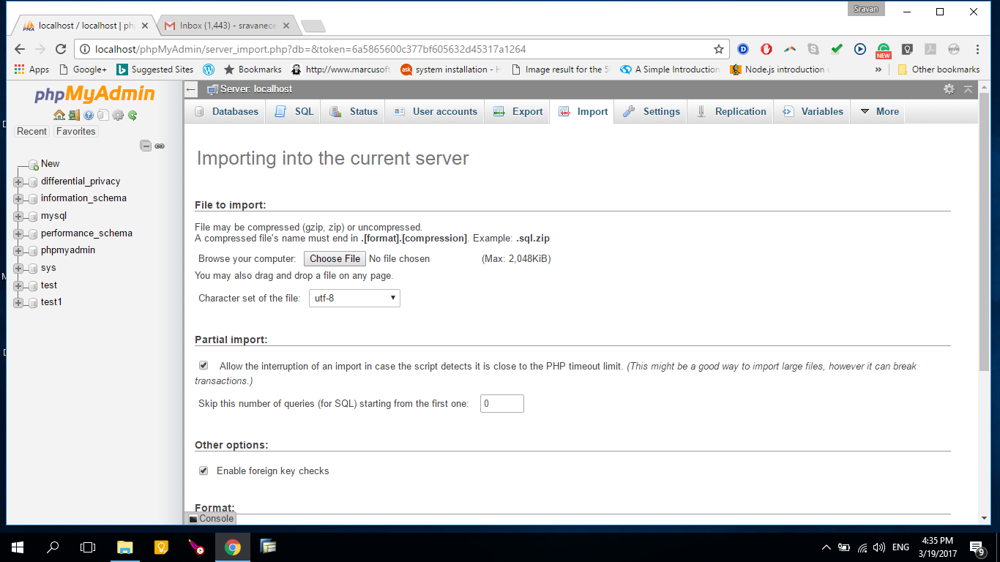 Sravan
localhost / localhost | ph
Inbox (1,443) - sravanece
localhost/phpMyAdmin/server_import.php?db=&token=6a5865600c377bf605632d45317a1264
Apps Google+ Suggested Sites Bookmarks http://www.marcusoft system installation - Image result for the 5 A Simple Introduction Node.js introduction » Other bookmarks
NEW
phpMyAdmin
Recent Favorites
New
differential_privacy
information_schema
mysql
performance_schema
phpmyadmin
sys
test
test1
Server: localhost
Databases SQL Status User accounts Export Import Settings Replication Variables More
Importing into the current server
File to import:
File may be compressed (gzip, zip) or uncompressed.
A compressed file's name must end in .[format].[compression]. Example: .sql.zip
Browse your computer: Choose File No file chosen (Max: 2,048KiB)
You may also drag and drop a file on any page.
Character set of the file: utf-8
Partial import:
Allow the interruption of an import in case the script detects it is close to the PHP timeout limit. (This might be a good way to import large files, however it can break
transactions.)
Skip this number of queries (for SQL) starting from the first one: 0
Other options:
Enable foreign key checks
Format:
Console
ENG
4:35 PM
3/19/2017
9